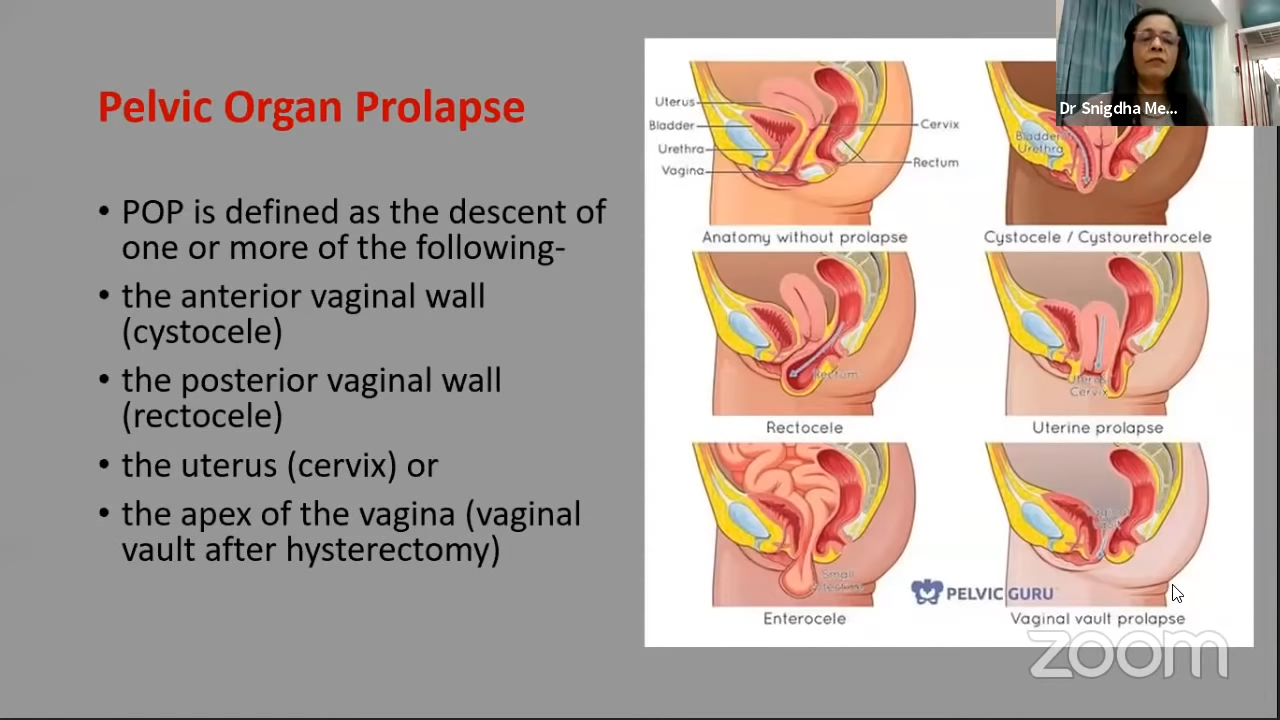 Pelvic Organ Prolapse
• POP is defined as the descent of
one or more of the following-
• the anterior vaginal wall
(cystocele)
• the posterior vaginal wall
(rectocele)
• the uterus (cervix) or
• the apex of the vagina (vaginal
vault after hysterectomy)
Uterus
Bladder
Urethra
Vagina
Cervix
Rectum
Anatomy without prolapse
Dr Snigdha Me...
Bladder
Urethra
Cystocele / Cystourethrocele
Rectum
Rectocele
Uterus
Cervix
Uterine prolapse
Small
Enterocele
PELVIC GURU
Vaginal vault prolapse
zoom